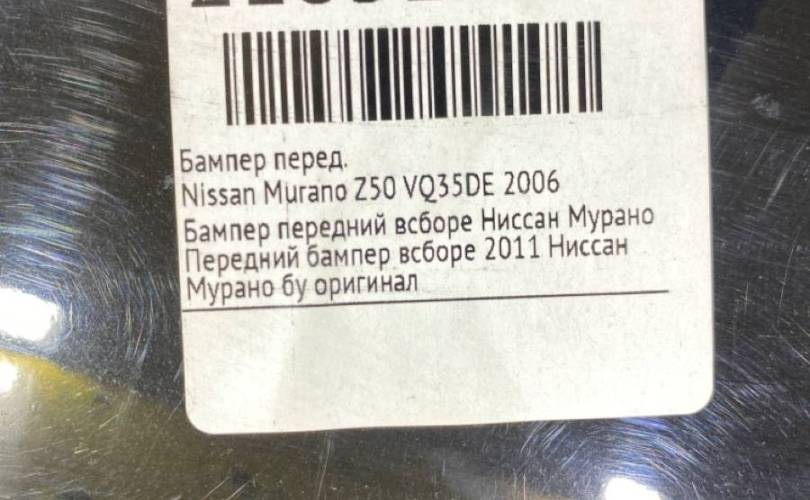 Бампер перед.
Nissan Murano Z50 VQ35DE 2006
Бампер передний всборе Ниссан Мурано
Передний бампер всборе 2011 Ниссан
Мурано бу оригинал